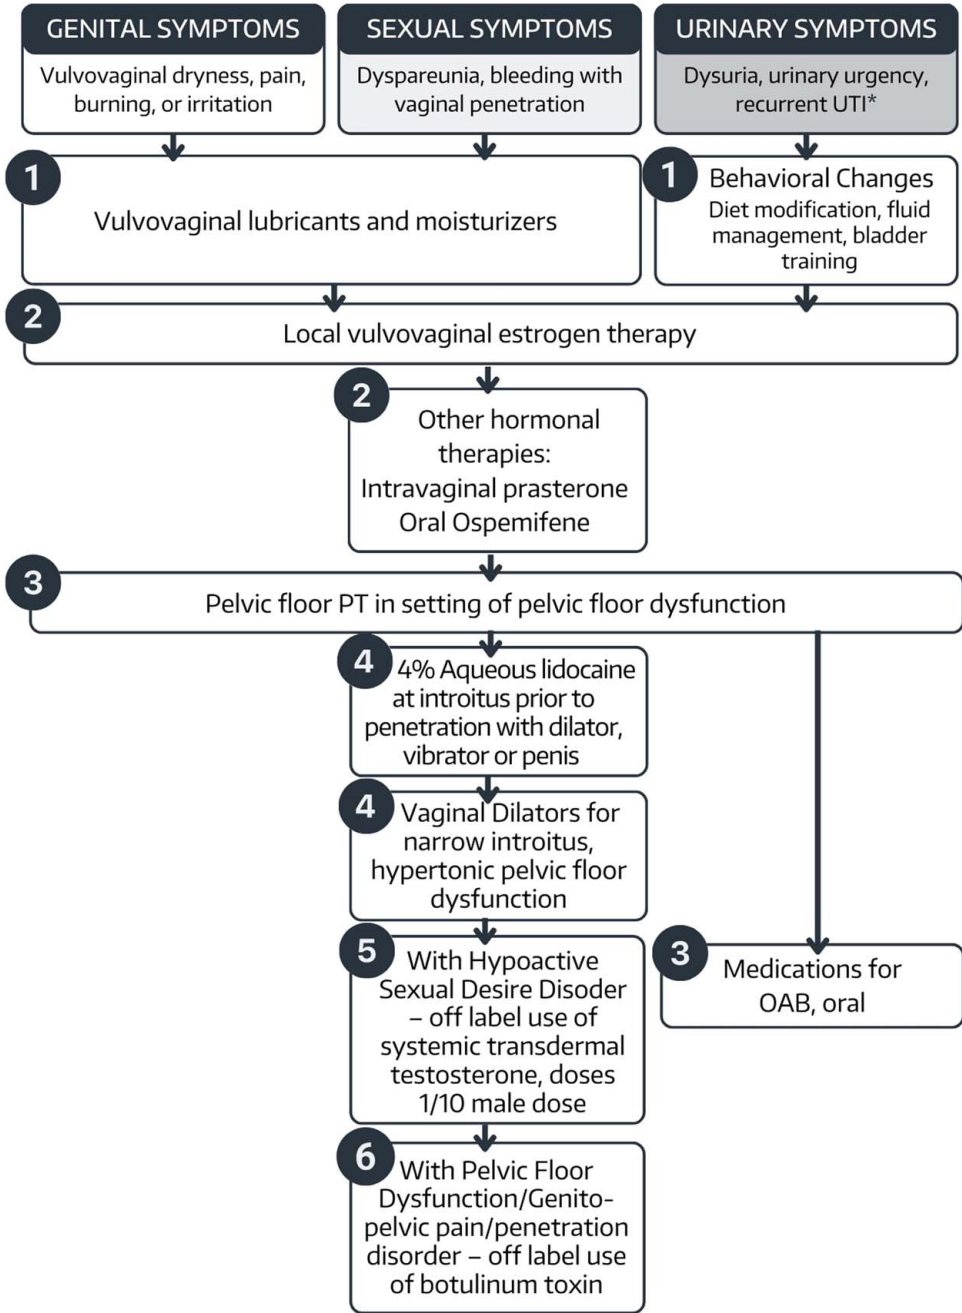 GENITAL SYMPTOMS
Vulvovaginal dryness, pain,
burning, or irritation
SEXUAL SYMPTOMS
Dyspareunia, bleeding with
vaginal penetration
URINARY SYMPTOMS
Dysuria, urinary urgency,
recurrent UTI*
1
Vulvovaginal lubricants and moisturizers
1
Behavioral Changes
Diet modification, fluid
management, bladder
training
2
Local vulvovaginal estrogen therapy
2
Other hormonal
therapies:
Intravaginal prasterone
Oral Ospemifene
3
Pelvic floor PT in setting of pelvic floor dysfunction
4
4% Aqueous lidocaine
at introitus prior to
penetration with dilator,
vibrator or penis
4
Vaginal Dilators for
narrow introitus,
hypertonic pelvic floor
dysfunction
5
With Hypoactive
Sexual Desire Disoder
– off label use of
systemic transdermal
testosterone, doses
1/10 male dose
3
Medications for
OAB, oral
6
With Pelvic Floor
Dysfunction/Genito-
pelvic pain/penetration
disorder – off label use
of botulinum toxin